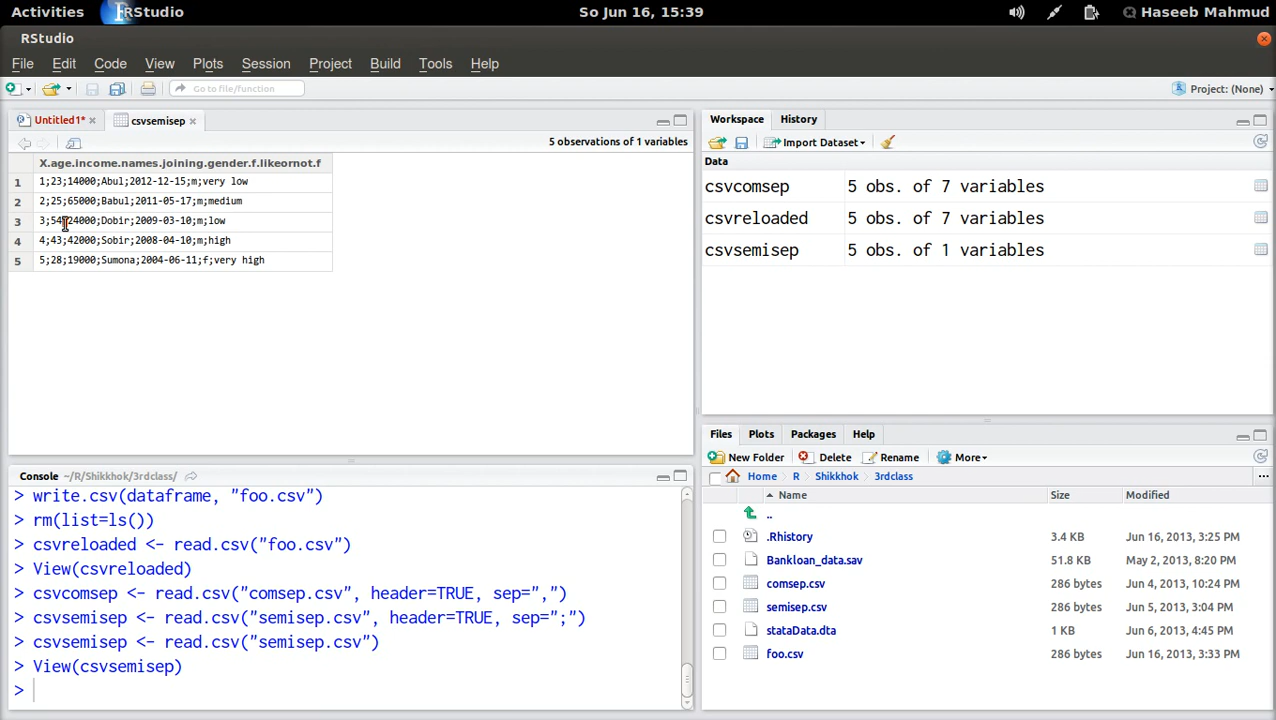 Activities RStudio So Jun 16, 15:39 Haseeb Mahmud
RStudio
File Edit Code View Plots Session Project Build Tools Help
Go to file/function Project: (None)
Untitled1* csvsemisep
5 observations of 1 variables
X.age.income.names.joining.gender.f.likeornot.f
1 1;23;14000;Abul;2012-12-15;m;very low
2 2;25;65000;Babul;2011-05-17;m;medium
3 3;54;24000;Dobir;2009-03-10;m;low
4 4;43;42000;Sobir;2008-04-10;m;high
5 5;28;19000;Sumona;2004-06-11;f;very high
Console ~/R/Shikkhok/3rdclass/
> write.csv(dataframe, "foo.csv")
> rm(list=ls())
> csvreloaded <- read.csv("foo.csv")
> View(csvreloaded)
> csvcomsep <- read.csv("comsep.csv", header=TRUE, sep=",")
> csvsemisep <- read.csv("semisep.csv", header=TRUE, sep=";")
> csvsemisep <- read.csv("semisep.csv")
> View(csvsemisep)
>
Workspace History
Import Dataset
Data
csvcomsep 5 obs. of 7 variables
csvreloaded 5 obs. of 7 variables
csvsemisep 5 obs. of 1 variables
Files Plots Packages Help
New Folder Delete Rename More
Home R Shikkhok 3rdclass ...
Name Size Modified
..
.Rhistory 3.4 KB Jun 16, 2013, 3:25 PM
Bankloan_data.sav 51.8 KB May 2, 2013, 8:20 PM
comsep.csv 286 bytes Jun 4, 2013, 10:24 PM
semisep.csv 286 bytes Jun 5, 2013, 3:04 PM
stataData.dta 1 KB Jun 6, 2013, 4:45 PM
foo.csv 286 bytes Jun 16, 2013, 3:33 PM